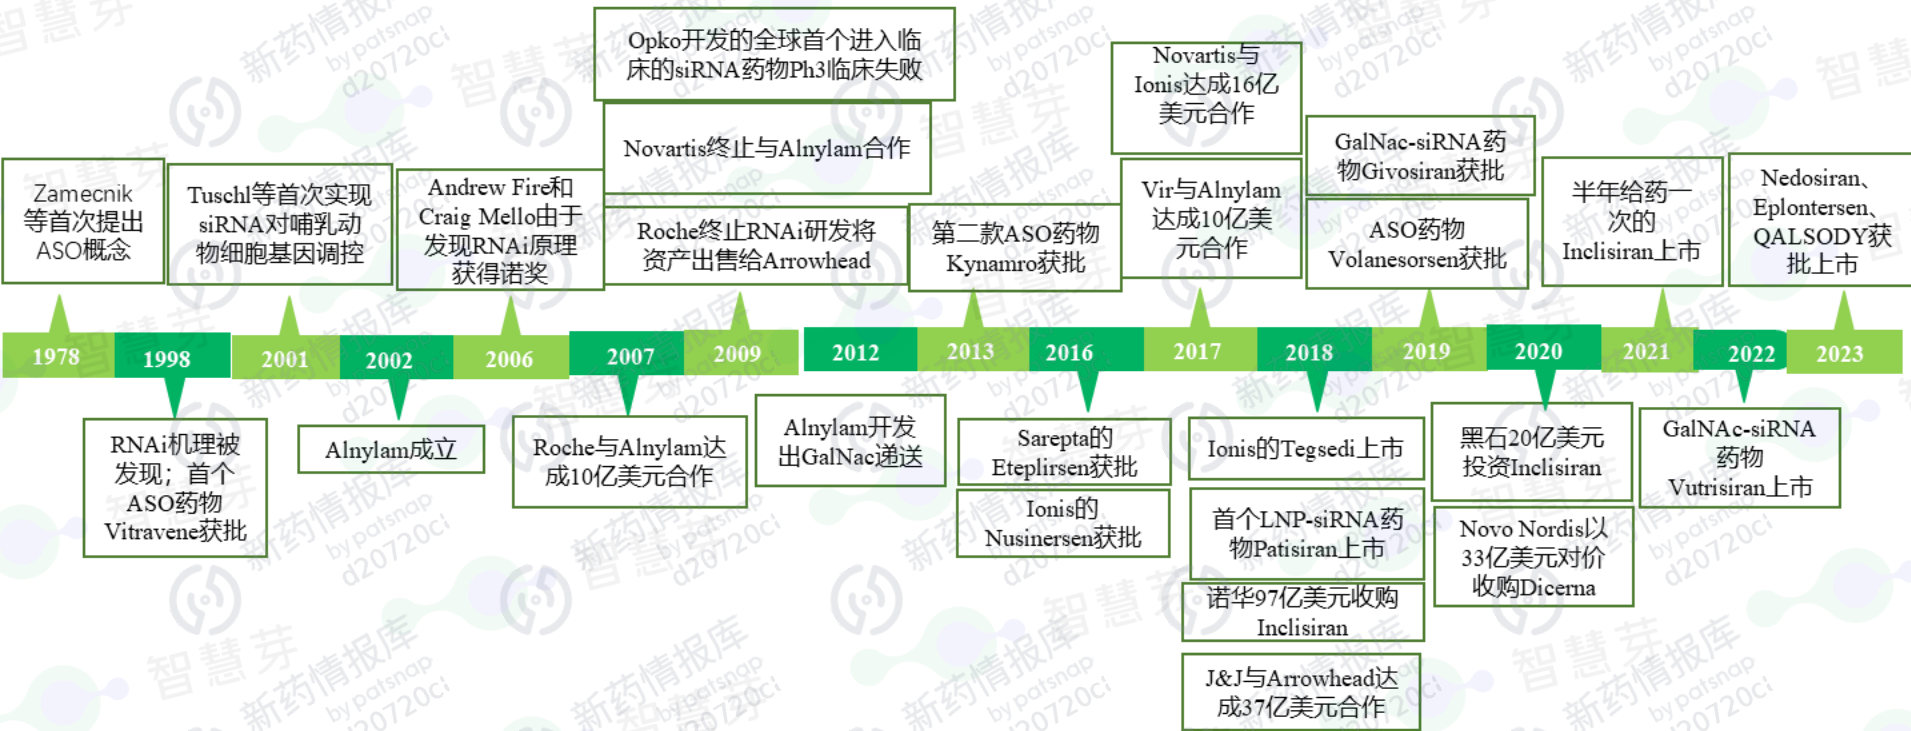 Opko开发的全球首个进入临
床的siRNA药物Ph3临床失败
Novartis终止与Alnylam合作
Roche终止RNAi研发将
资产出售给Arrowhead
Zamecnik
等首次提出
ASO概念
Tuschl等首次实现
siRNA对哺乳动
物细胞基因调控
Andrew Fire和
Craig Mello由于
发现RNAi原理
获得诺奖
第二款ASO药物
Kynamro获批
Novartis与
Ionis达成16亿
美元合作
Vir与Alnylam
达成10亿美
元合作
GalNac-siRNA药
物Givosiran获批
ASO药物
Volanesorsen获批
半年给药一
次的
Inclisiran上市
Nedosiran、
Eplontersen、
QALSODY获
批上市
1978
1998
2001
2002
2006
2007
2009
2012
2013
2016
2017
2018
2019
2020
2021
2022
2023
RNAi机理被
发现；首个
ASO药物
Vitravene获批
Alnylam成立
Roche与Alnylam达
成10亿美元合作
Alnylam开发
出GalNac递送
Sarepta的
Eteplirsen获批
Ionis的
Nusinersen获批
Ionis的Tegsedi上市
首个LNP-siRNA药
物Patisiran上市
诺华97亿美元收购
Inclisiran
J&J与Arrowhead达
成37亿美元合作
黑石20亿美元
投资Inclisiran
Novo Nordis以
33亿美元对价
收购Dicerna
GalNAc-siRNA
药物
Vutrisiran上市
智慧芽
新药情报库
by patsnap
d20720ci